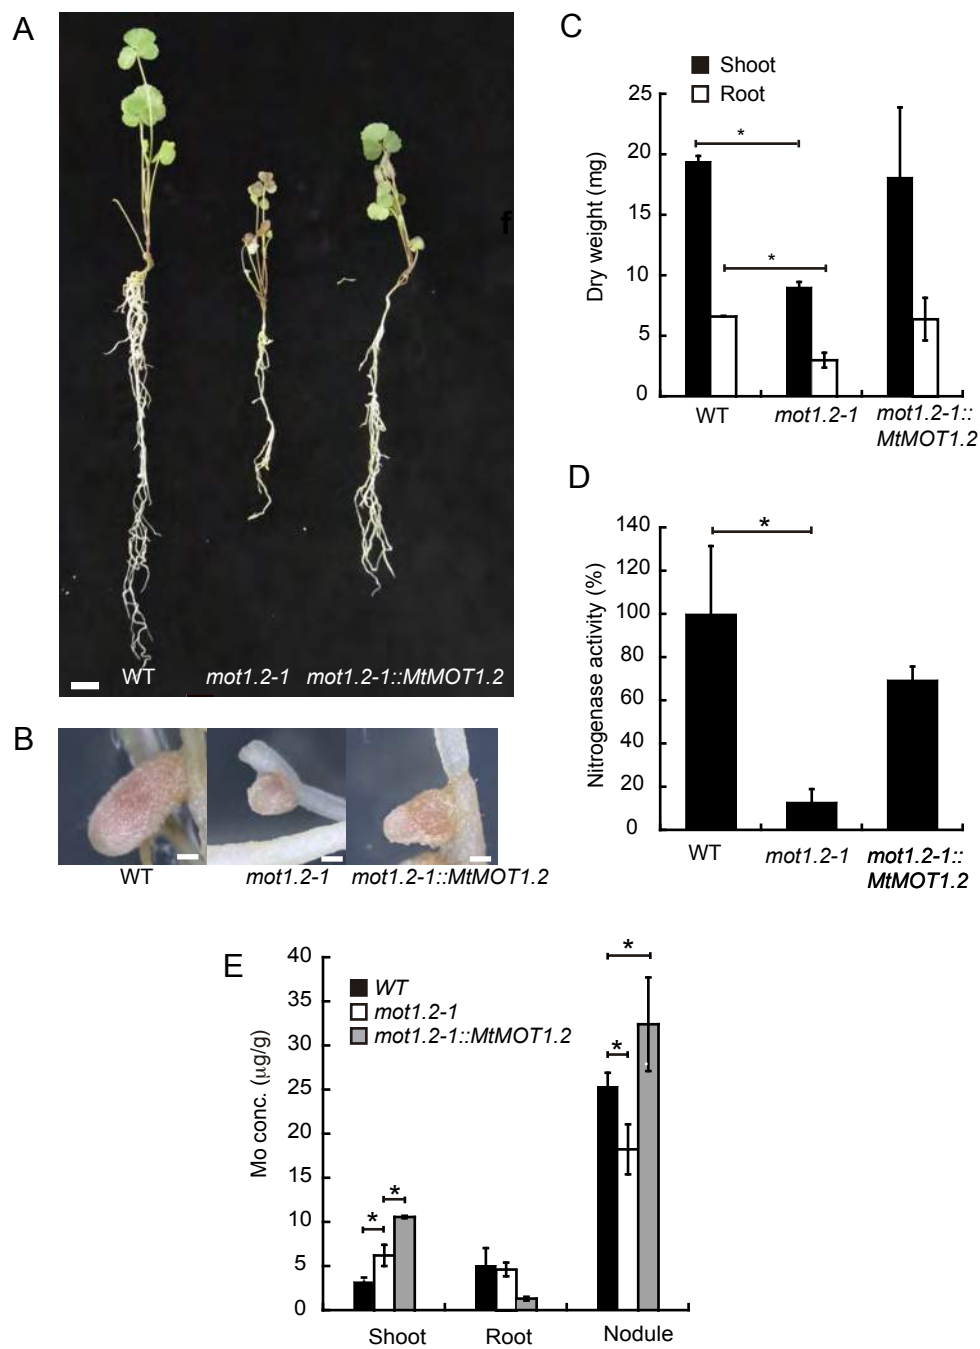 A
f
WT mot1.2-1 mot1.2-1::MtMOT1.2
B
WT mot1.2-1 mot1.2-1::MtMOT1.2
C
Shoot
Root
Dry weight (mg)
25
20
15
10
5
0
*
*
WT mot1.2-1 mot1.2-1::
MtMOT1.2
D
Nitrogenase activity (%)
140
120
100
80
60
40
20
0
*
WT mot1.2-1 mot1.2-1::
MtMOT1.2
E
Mo conc. (μg/g)
40
35
30
25
20
15
10
5
0
WT
mot1.2-1
mot1.2-1::MtMOT1.2
*
*
*
*
Shoot Root Nodule